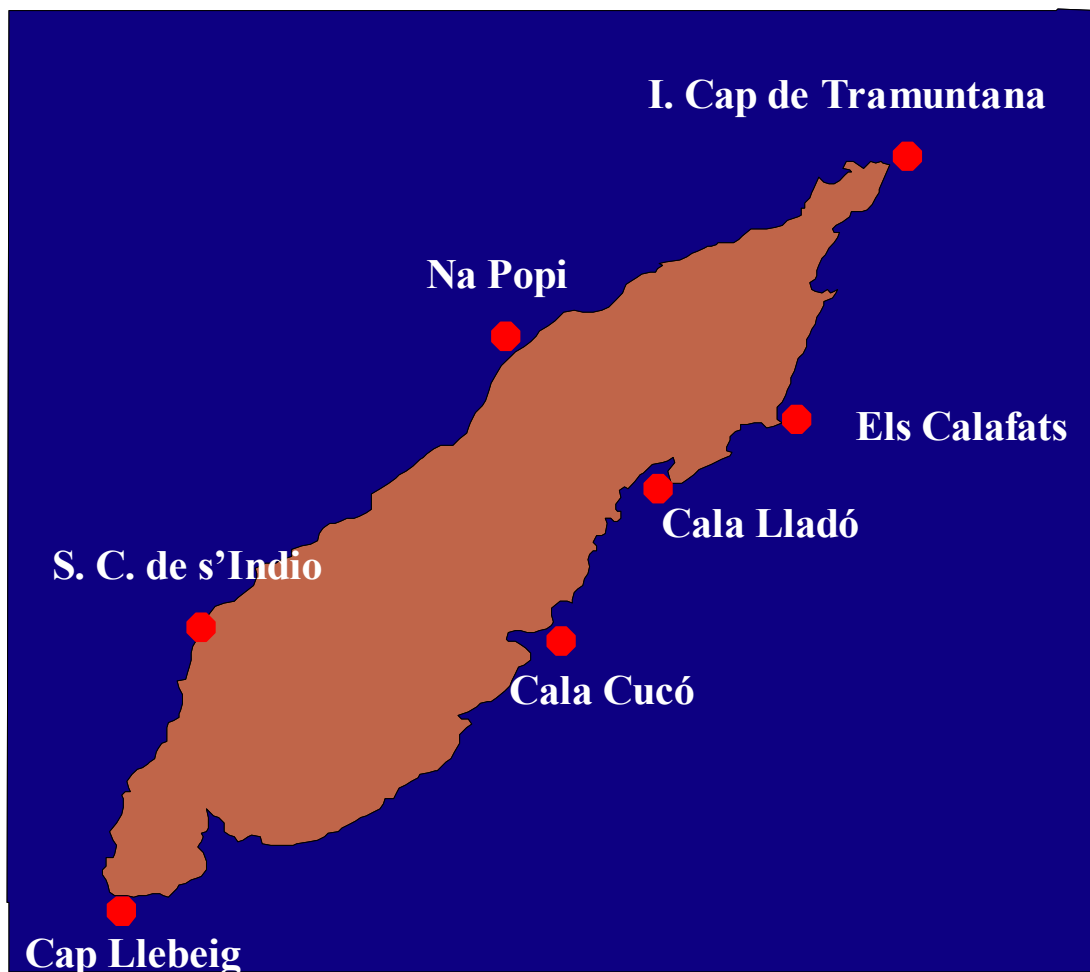 I. Cap de Tramuntana
Na Popi
Els Calafats
Cala Lladó
S. C. de s’Indio
Cala Cucó
Cap Llebeig